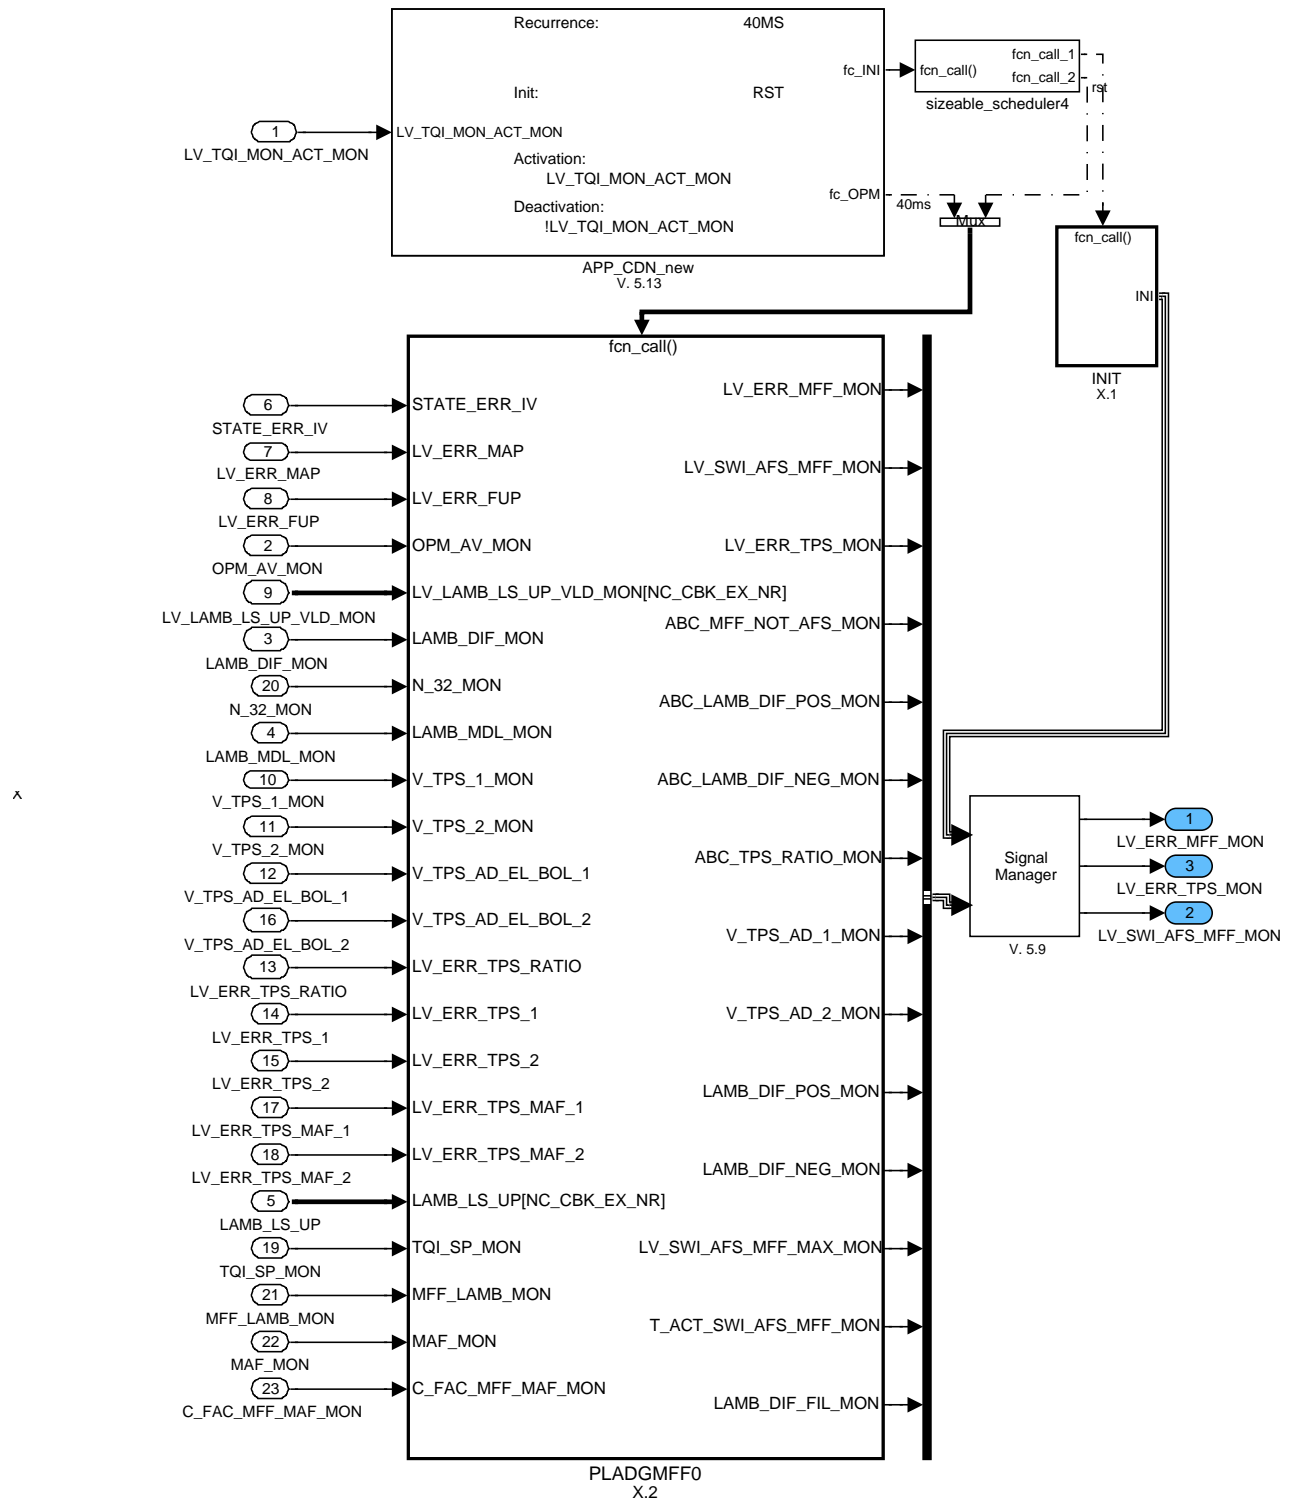 Recurrence: 40MS
Init: RST
LV_TQI_MON_ACT_MON
Activation:
LV_TQI_MON_ACT_MON
Deactivation:
!LV_TQI_MON_ACT_MON
fc_INI
fc_OPM
APP_CDN_new
V. 5.13
1
LV_TQI_MON_ACT_MON
fcn_call()
fcn_call_1
fcn_call_2
sizeable_scheduler4
rst
40ms
Mux
fcn_call()
INI
INIT
X.1
fcn_call()
6
STATE_ERR_IV
7
LV_ERR_MAP
8
LV_ERR_FUP
2
OPM_AV_MON
9
LV_LAMB_LS_UP_VLD_MON
3
LAMB_DIF_MON
20
N_32_MON
4
LAMB_MDL_MON
10
V_TPS_1_MON
11
V_TPS_2_MON
12
V_TPS_AD_EL_BOL_1
16
V_TPS_AD_EL_BOL_2
13
LV_ERR_TPS_RATIO
14
LV_ERR_TPS_1
15
LV_ERR_TPS_2
17
LV_ERR_TPS_MAF_1
18
LV_ERR_TPS_MAF_2
5
LAMB_LS_UP
19
TQI_SP_MON
21
MFF_LAMB_MON
22
MAF_MON
23
C_FAC_MFF_MAF_MON
x
STATE_ERR_IV
LV_ERR_MAP
LV_ERR_FUP
OPM_AV_MON
LV_LAMB_LS_UP_VLD_MON[NC_CBK_EX_NR]
LAMB_DIF_MON
N_32_MON
LAMB_MDL_MON
V_TPS_1_MON
V_TPS_2_MON
V_TPS_AD_EL_BOL_1
V_TPS_AD_EL_BOL_2
LV_ERR_TPS_RATIO
LV_ERR_TPS_1
LV_ERR_TPS_2
LV_ERR_TPS_MAF_1
LV_ERR_TPS_MAF_2
LAMB_LS_UP[NC_CBK_EX_NR]
TQI_SP_MON
MFF_LAMB_MON
MAF_MON
C_FAC_MFF_MAF_MON
LV_ERR_MFF_MON
LV_SWI_AFS_MFF_MON
LV_ERR_TPS_MON
ABC_MFF_NOT_AFS_MON
ABC_LAMB_DIF_POS_MON
ABC_LAMB_DIF_NEG_MON
ABC_TPS_RATIO_MON
V_TPS_AD_1_MON
V_TPS_AD_2_MON
LAMB_DIF_POS_MON
LAMB_DIF_NEG_MON
LV_SWI_AFS_MFF_MAX_MON
T_ACT_SWI_AFS_MFF_MON
LAMB_DIF_FIL_MON
PLADGMFF0
X.2
Signal
Manager
V. 5.9
1
LV_ERR_MFF_MON
3
LV_ERR_TPS_MON
2
LV_SWI_AFS_MFF_MON